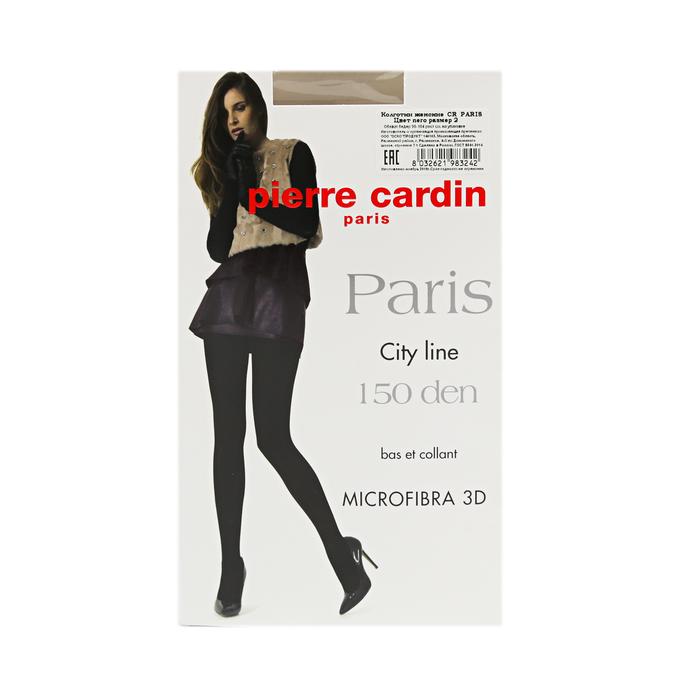 Колготки женские CR PARIS
Цвет nero размер 2
EAC
8 032621 983242
pierre cardin
paris
Paris
City line
150 den
bas et collant
MICROFIBRA 3D